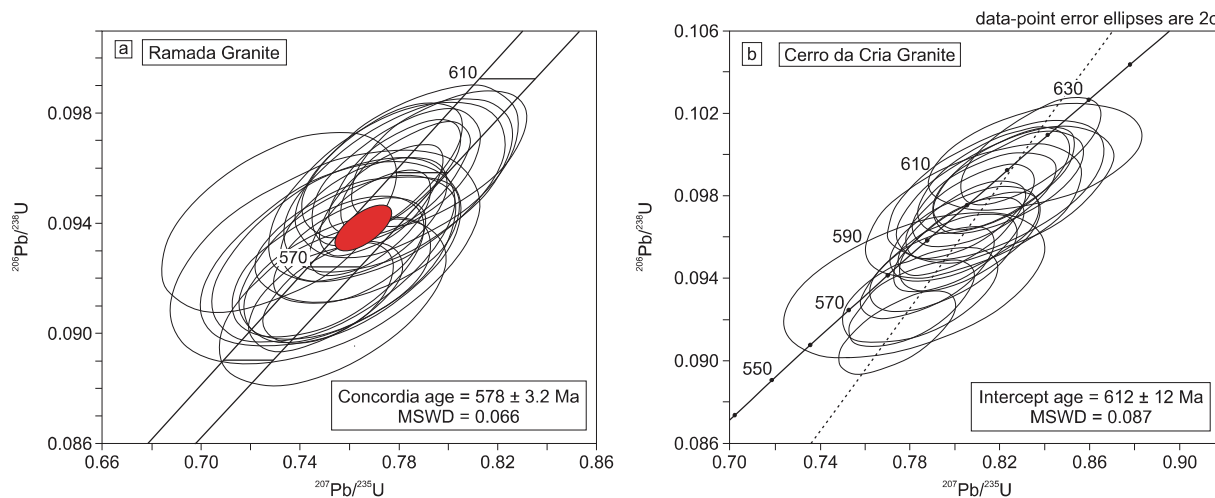 data-point error ellipses are 2σ
a Ramada Granite
610
570
0.098
0.094
0.090
0.086
²⁰⁶Pb/²³⁸U
Concordia age = 578 ± 3.2 Ma
MSWD = 0.066
0.66 0.70 0.74 0.78 0.82 0.86
²⁰⁷Pb/²³⁵U
b Cerro da Cria Granite
630
610
590
570
550
0.106
0.102
0.098
0.094
0.090
0.086
²⁰⁶Pb/²³⁸U
Intercept age = 612 ± 12 Ma
MSWD = 0.087
0.70 0.74 0.78 0.82 0.86 0.90
²⁰⁷Pb/²³⁵U